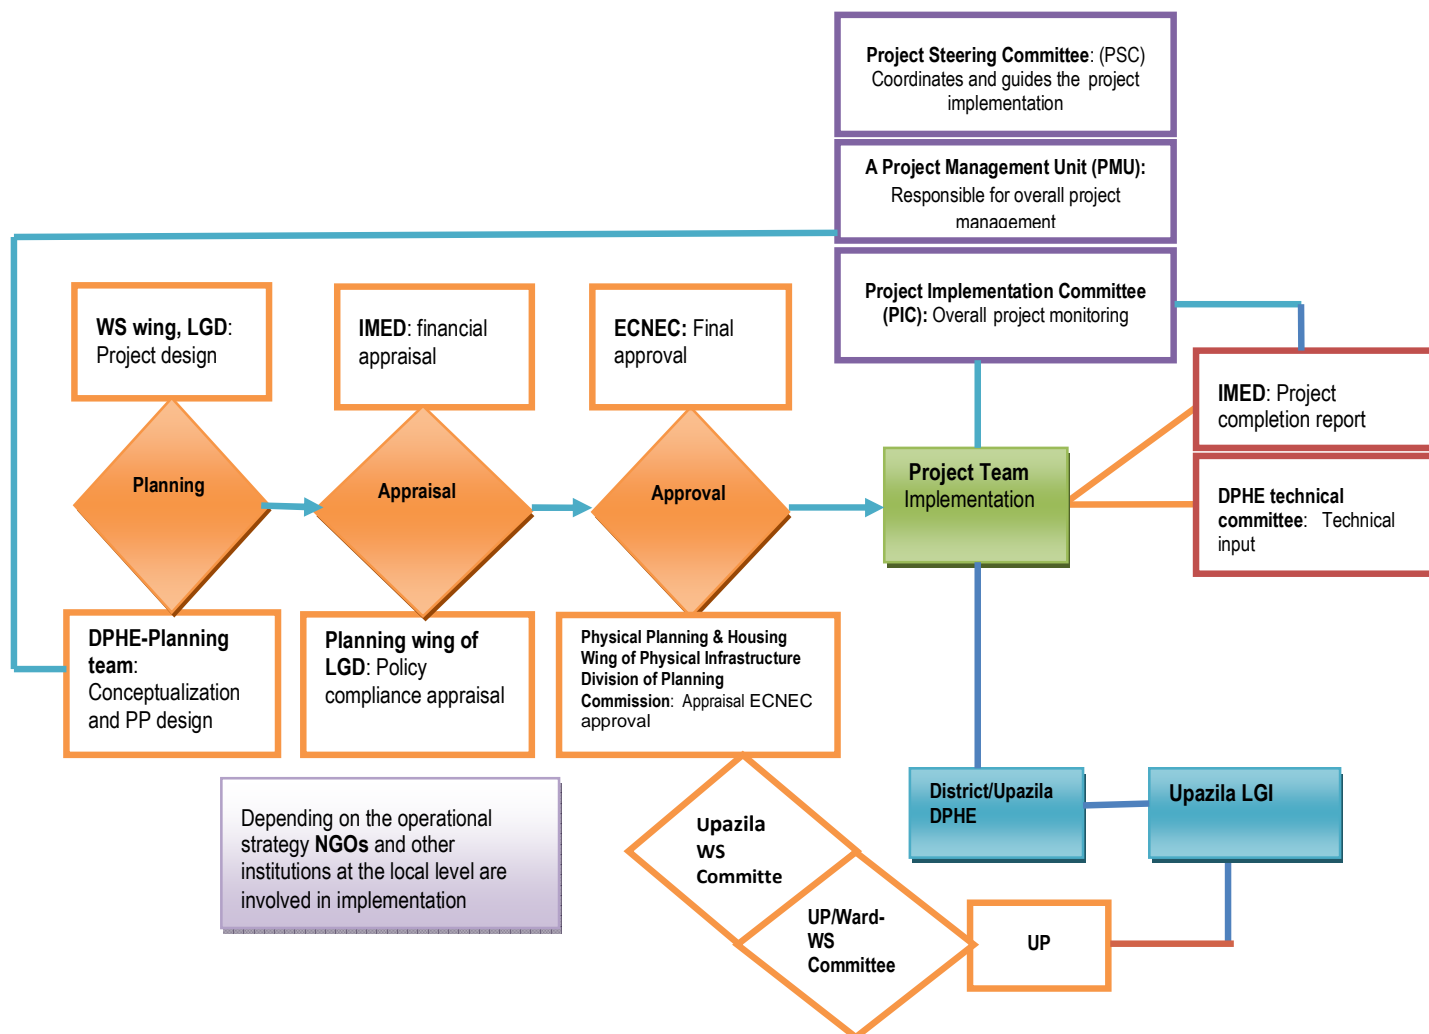 Project Steering Committee: (PSC)
Coordinates and guides the project
implementation
A Project Management Unit (PMU):
Responsible for overall project
management
Project Implementation Committee
(PIC): Overall project monitoring
WS wing, LGD:
Project design
IMED: financial
appraisal
ECNEC: Final
approval
IMED: Project
completion report
Planning
Appraisal
Approval
Project Team
Implementation
DPHE technical
committee: Technical
input
DPHE-Planning
team:
Conceptualization
and PP design
Planning wing of
LGD: Policy
compliance appraisal
Physical Planning & Housing
Wing of Physical Infrastructure
Division of Planning
Commission: Appraisal ECNEC
approval
Depending on the operational
strategy NGOs and other
institutions at the local level are
involved in implementation
Upazila
WS
Committe
UP/Ward-
WS
Committee
UP
District/Upazila
DPHE
Upazila LGI